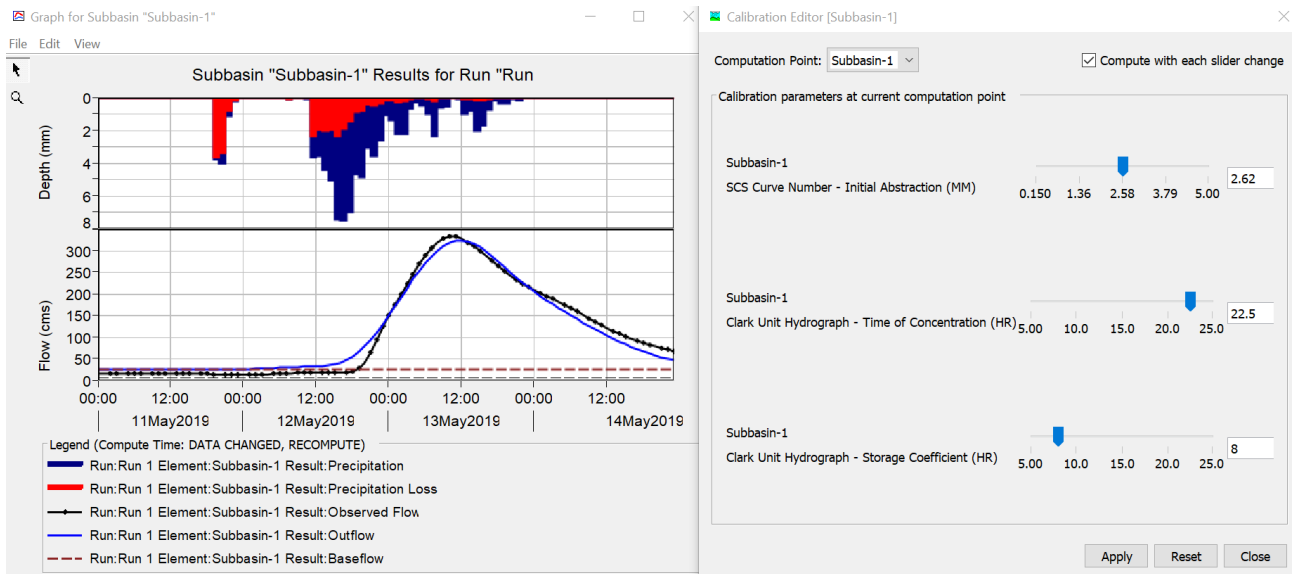 Graph for Subbasin "Subbasin-1"
File Edit View
Subbasin "Subbasin-1" Results for Run "Run
Depth (mm)
0
2
4
6
8
Flow (cms)
300
250
200
150
100
50
0
00:00 12:00 00:00 12:00 00:00 12:00 00:00 12:00
11May2019 12May2019 13May2019 14May2019
Legend (Compute Time: DATA CHANGED, RECOMPUTE)
Run:Run 1 Element:Subbasin-1 Result:Precipitation
Run:Run 1 Element:Subbasin-1 Result:Precipitation Loss
Run:Run 1 Element:Subbasin-1 Result:Observed Flow
Run:Run 1 Element:Subbasin-1 Result:Outflow
Run:Run 1 Element:Subbasin-1 Result:Baseflow
Calibration Editor [Subbasin-1]
Computation Point: Subbasin-1 Compute with each slider change
Calibration parameters at current computation point
Subbasin-1
SCS Curve Number - Initial Abstraction (MM)
0.150 1.36 2.58 3.79 5.00
2.62
Subbasin-1
Clark Unit Hydrograph - Time of Concentration (HR)
5.00 10.0 15.0 20.0 25.0
22.5
Subbasin-1
Clark Unit Hydrograph - Storage Coefficient (HR)
5.00 10.0 15.0 20.0 25.0
8
Apply Reset Close